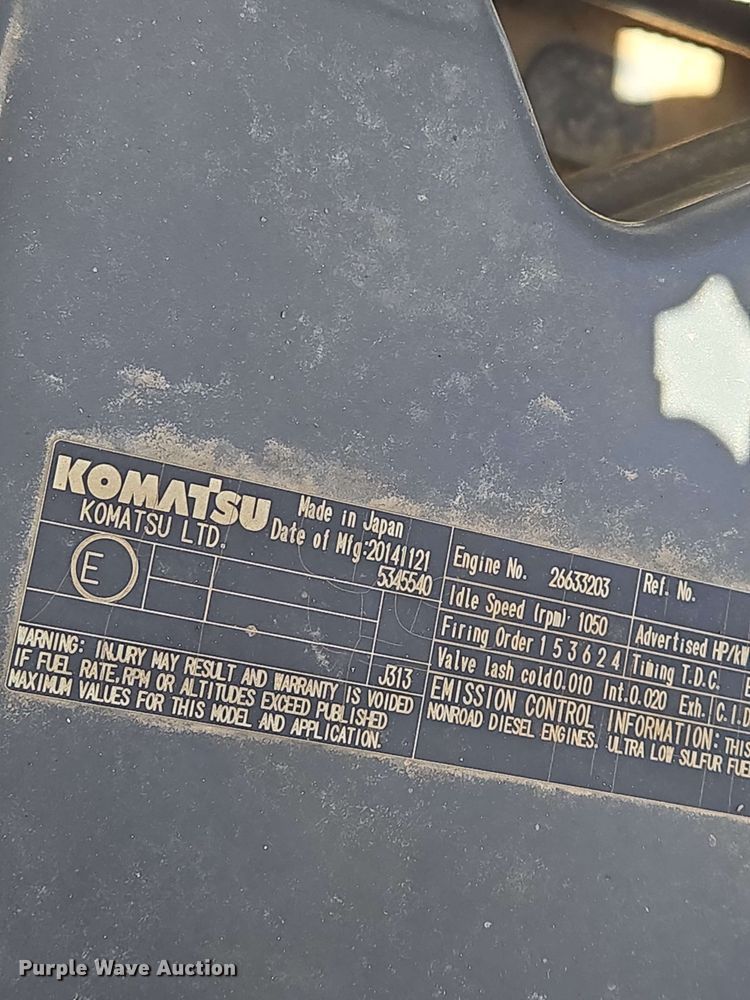 KOMATSU
Made in Japan
KOMATSU LTD.
Date of Mfg:20141121
5345540
E
J313
WARNING: INJURY MAY RESULT AND WARRANTY IS VOIDED
IF FUEL RATE,RPM OR ALTITUDES EXCEED PUBLISHED
MAXIMUM VALUES FOR THIS MODEL AND APPLICATION.
Engine No. 26633203
Ref. No.
Idle Speed (rpm) 1050
Advertised HP/kW
Firing Order 1 5 3 6 2 4
Timing T.D.C.
Valve lash cold 0.010 Int. 0.020 Exh.
EMISSION CONTROL INFORMATION: THIS
NONROAD DIESEL ENGINES. ULTRA LOW SULFUR FUE
Purple Wave Auction